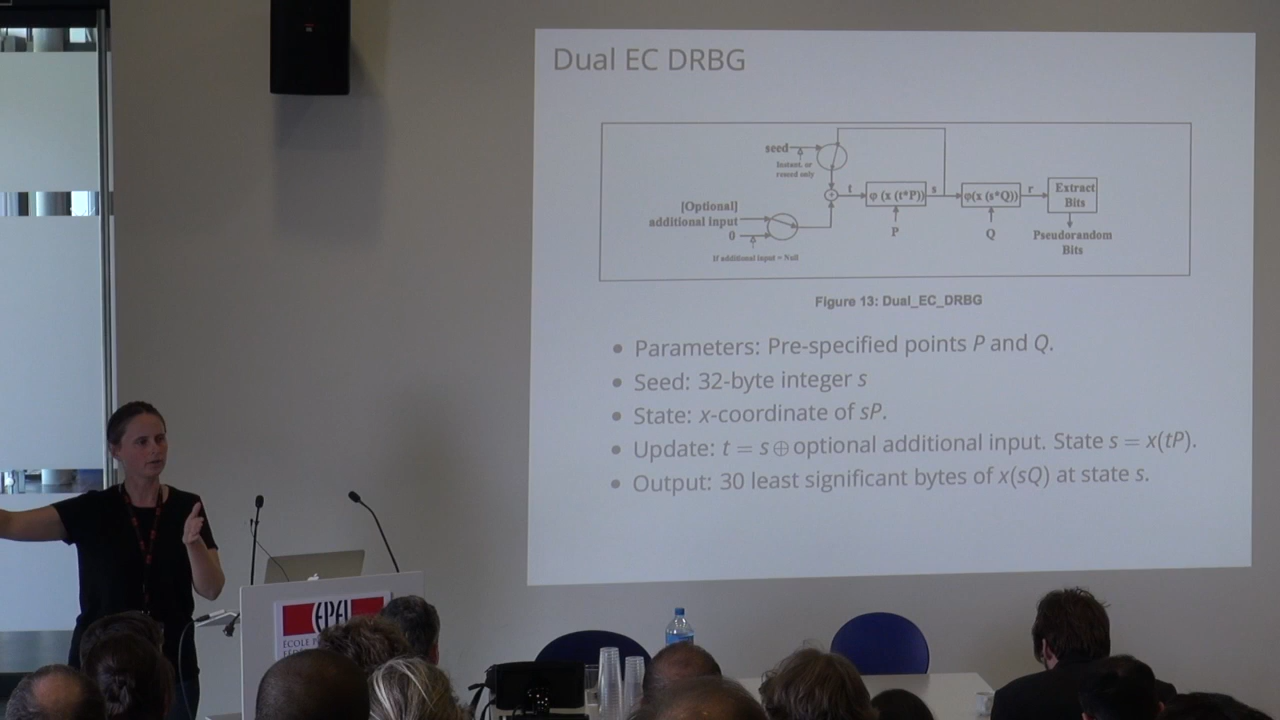 Dual EC DRBG
seed
Instant. or
reseed only
[Optional]
additional input
0
If additional input = Null
t
φ (x (t*P))
s
φ(x (s*Q))
r
Extract
Bits
P
Q
Pseudorandom
Bits
Figure 13: Dual_EC_DRBG
• Parameters: Pre-specified points P and Q.
• Seed: 32-byte integer s
• State: x-coordinate of sP.
• Update: t = s ⊕ optional additional input. State s = x(tP).
• Output: 30 least significant bytes of x(sQ) at state s.
EPFL
ECOLE